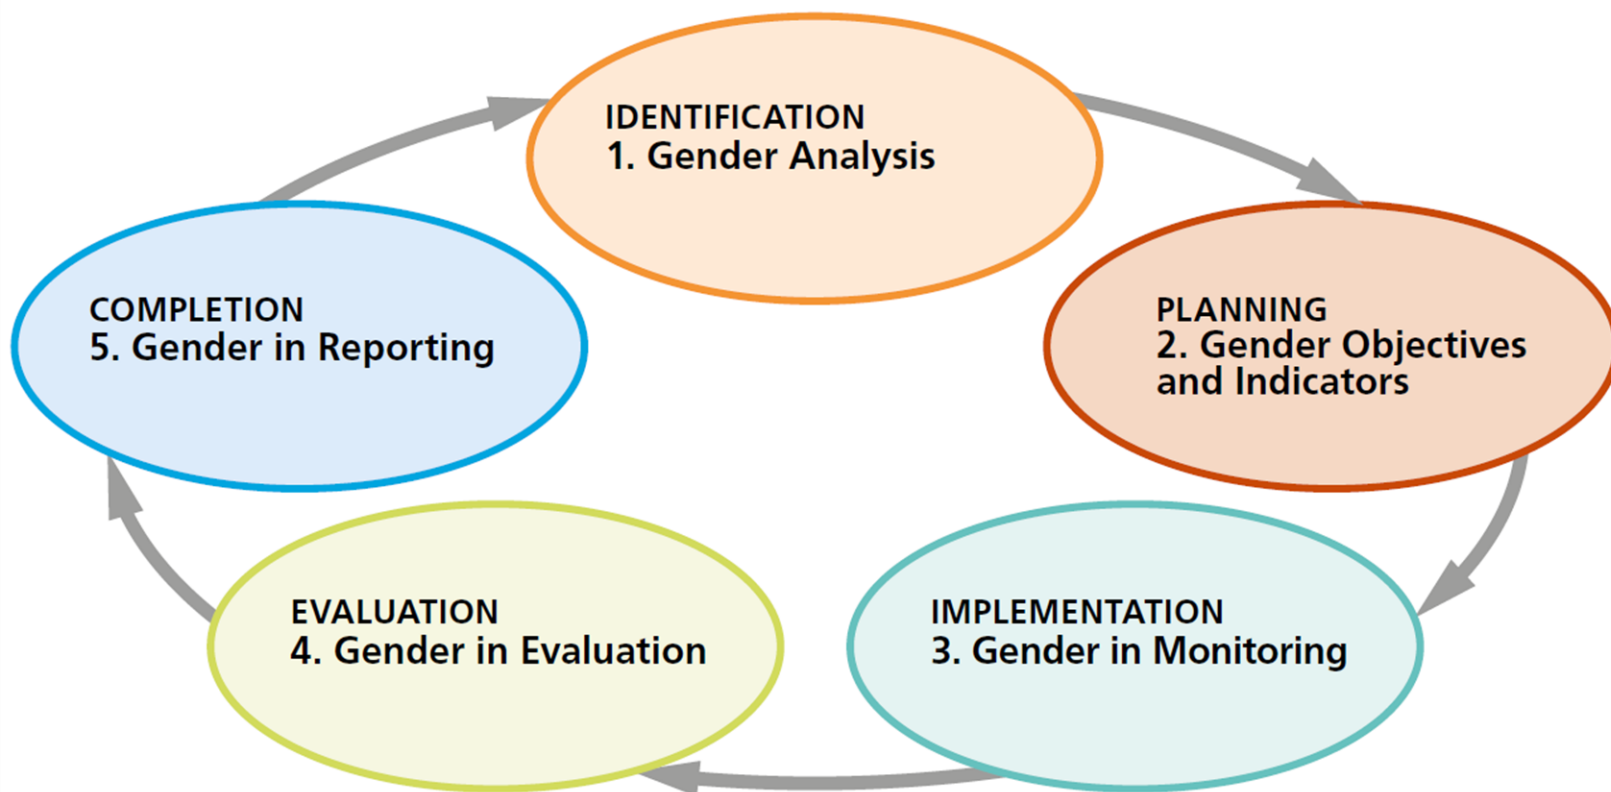 IDENTIFICATION
1. Gender Analysis
PLANNING
2. Gender Objectives
and Indicators
IMPLEMENTATION
3. Gender in Monitoring
EVALUATION
4. Gender in Evaluation
COMPLETION
5. Gender in Reporting